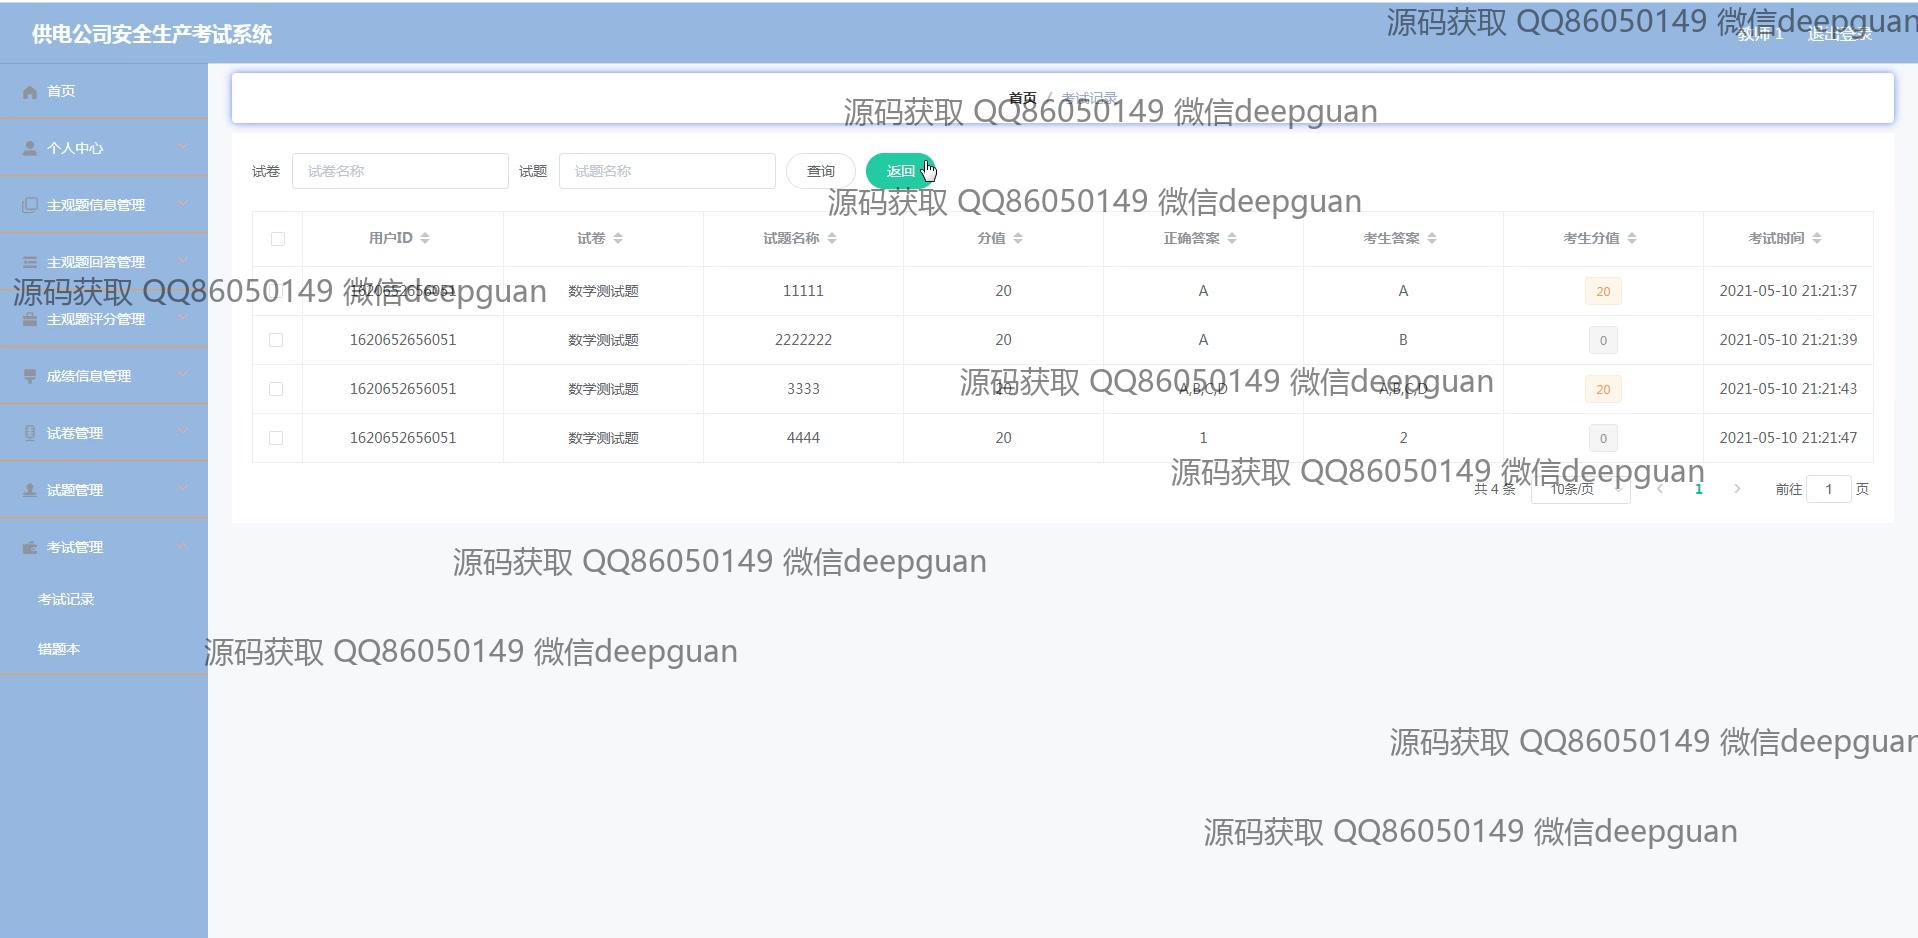 供电公司安全生产考试系统
源码获取 QQ86050149 微信deepguan
教师1 退出登录
首页
个人中心
主观题信息管理
主观题回答管理
主观题评分管理
成绩信息管理
试卷管理
试题管理
考试管理
考试记录
错题本
首页 / 考试记录
源码获取 QQ86050149 微信deepguan
试卷 试卷名称 试题 试题名称 查询 返回
源码获取 QQ86050149 微信deepguan
用户ID 试卷 试题名称 分值 正确答案 考生答案 考生分值 考试时间
1620652656051 数学测试题 11111 20 A A 20 2021-05-10 21:21:37
源码获取 QQ86050149 微信deepguan
1620652656051 数学测试题 2222222 20 A B 0 2021-05-10 21:21:39
1620652656051 数学测试题 3333 20 A,B,C,D A,B,C,D 20 2021-05-10 21:21:43
源码获取 QQ86050149 微信deepguan
1620652656051 数学测试题 4444 20 1 2 0 2021-05-10 21:21:47
源码获取 QQ86050149 微信deepguan
共 4 条 10条/页 1 前往 1 页
源码获取 QQ86050149 微信deepguan
源码获取 QQ86050149 微信deepguan
源码获取 QQ86050149 微信deepguan
源码获取 QQ86050149 微信deepguan